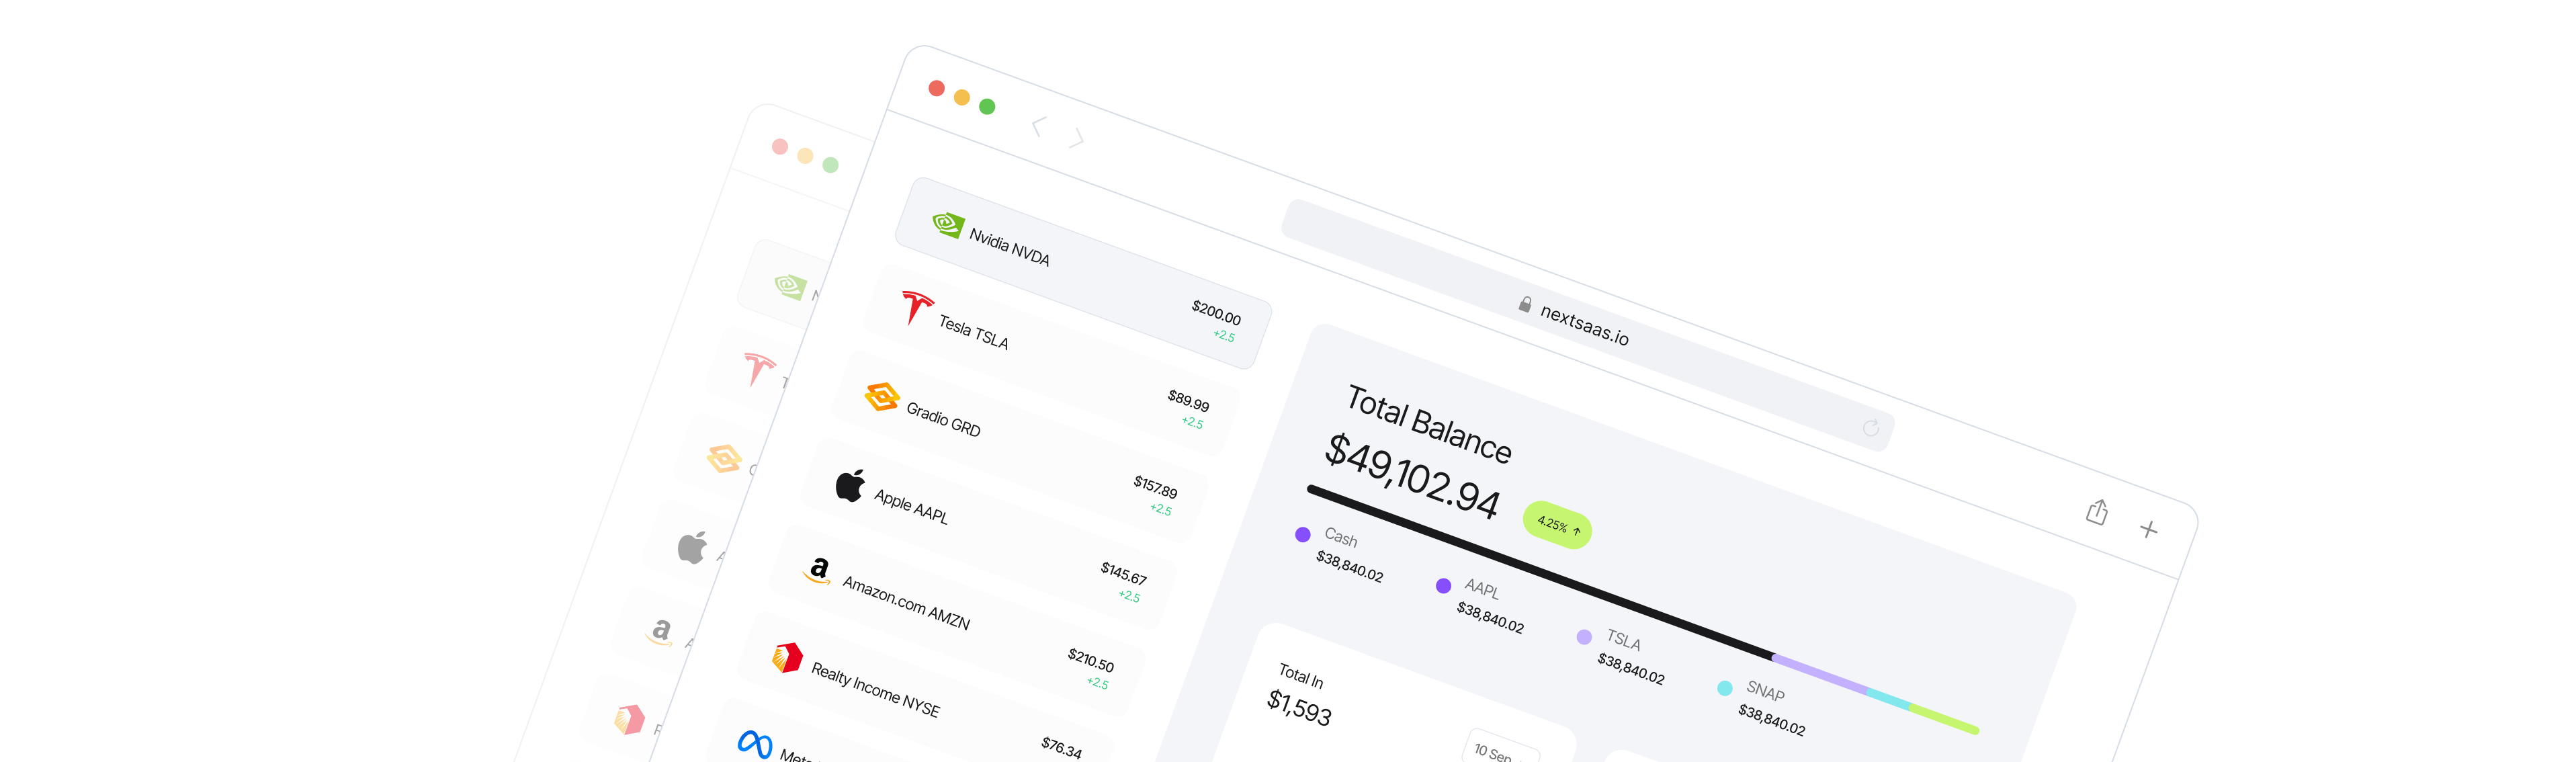 nextsaas.io
Nvidia NVDA
$200.00
+2.5
Tesla TSLA
$89.99
+2.5
Gradio GRD
$157.89
+2.5
Apple AAPL
$145.67
+2.5
Amazon.com AMZN
$210.50
+2.5
Realty Income NYSE
$76.34
Total Balance
$49,102.94
4.25%
Cash
$38,840.02
AAPL
$38,840.02
TSLA
$38,840.02
SNAP
$38,840.02
Total In
$1,593
10 Sep